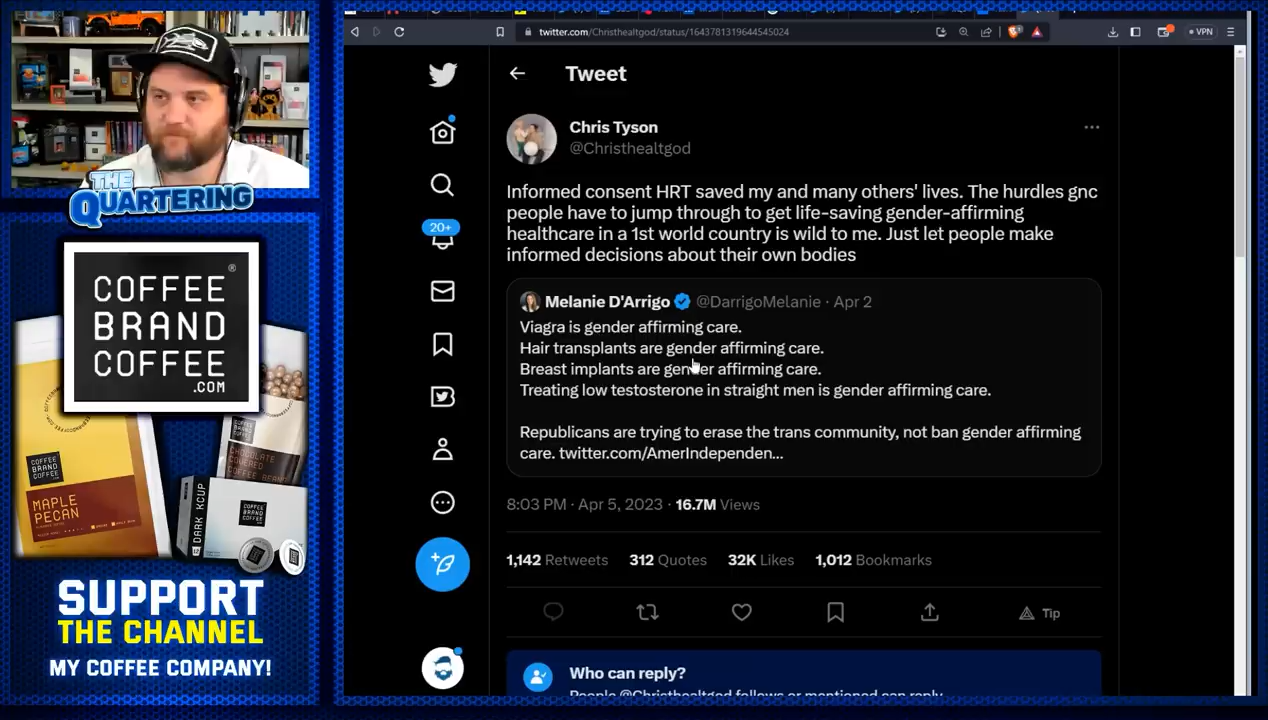 twitter.com/Christhealtgod/status/1643781319644545024
VPN
Tweet
Chris Tyson
@Christhealtgod
Informed consent HRT saved my and many others' lives. The hurdles gnc
people have to jump through to get life-saving gender-affirming
healthcare in a 1st world country is wild to me. Just let people make
informed decisions about their own bodies
Melanie D'Arrigo @DarrigoMelanie · Apr 2
Viagra is gender affirming care.
Hair transplants are gender affirming care.
Breast implants are gender affirming care.
Treating low testosterone in straight men is gender affirming care.
Republicans are trying to erase the trans community, not ban gender affirming
care. twitter.com/AmerIndependen...
8:03 PM · Apr 5, 2023 · 16.7M Views
1,142 Retweets 312 Quotes 32K Likes 1,012 Bookmarks
Tip
Who can reply?
People @Christhealtgod follows or mentioned can reply
20+
THE
QUARTERING
COFFEE ®
BRAND
COFFEE
.COM
MAPLE
PECAN
CHOCOLATE
COVERED
COFFEE BEANS
DARK KCUP
COFFEE
BRAND
COFFEE
SUPPORT
THE CHANNEL
MY COFFEE COMPANY!